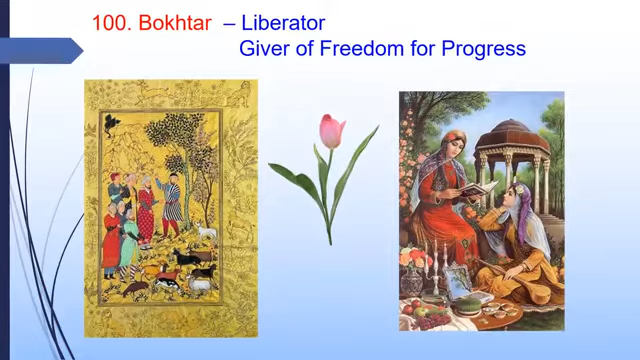 100. Bokhtar – Liberator
Giver of Freedom for Progress